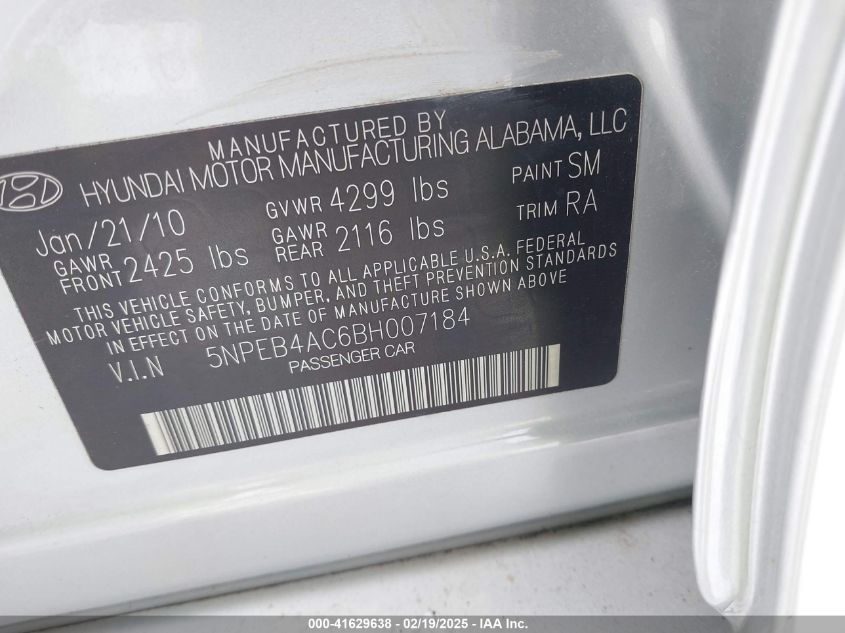 MANUFACTURED BY
HYUNDAI MOTOR MANUFACTURING ALABAMA, LLC
Jan/21/10 GVWR 4299 lbs PAINT SM
GAWR FRONT 2425 lbs GAWR REAR 2116 lbs TRIM RA
THIS VEHICLE CONFORMS TO ALL APPLICABLE U.S.A. FEDERAL
MOTOR VEHICLE SAFETY, BUMPER, AND THEFT PREVENTION STANDARDS
IN EFFECT ON THE DATE OF MANUFACTURE SHOWN ABOVE
V.I.N 5NPEB4AC6BH007184
PASSENGER CAR
000-41629638 - 02/19/2025 - IAA Inc.